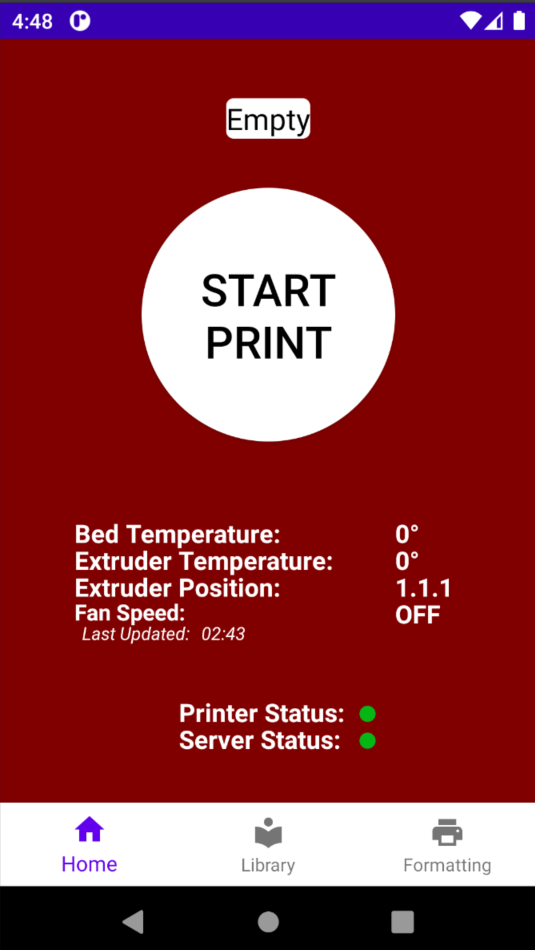 4:48
Empty
START
PRINT
Bed Temperature: 0°
Extruder Temperature: 0°
Extruder Position: 1.1.1
Fan Speed: OFF
Last Updated: 02:43
Printer Status:
Server Status:
Home Library Formatting